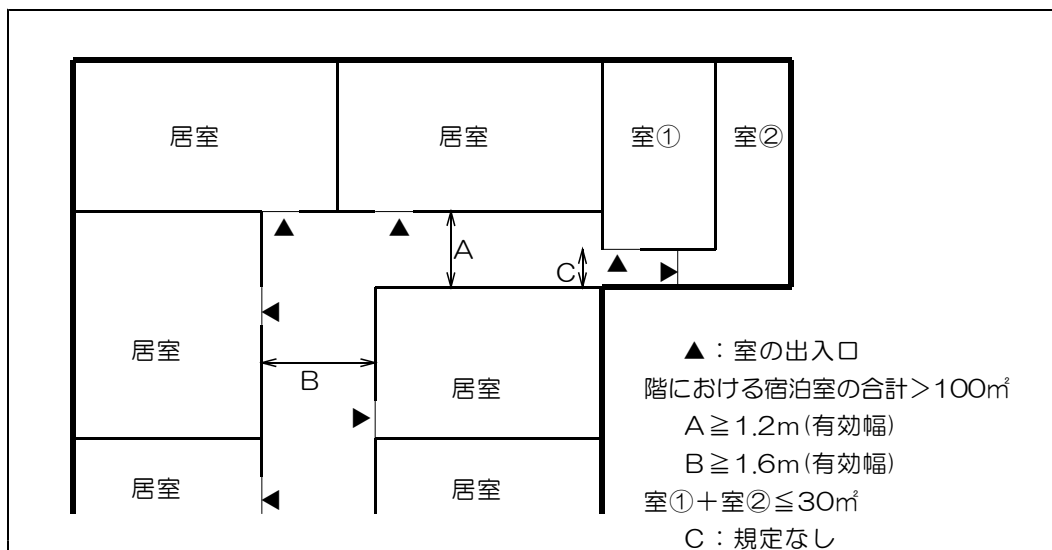 居室
居室
室①
室②
A
C
居室
B
居室
居室
居室
▲：室の出入口
階における宿泊室の合計＞100㎡
A≧1.2m(有効幅)
B≧1.6m(有効幅)
室①＋室②≦30㎡
C：規定なし